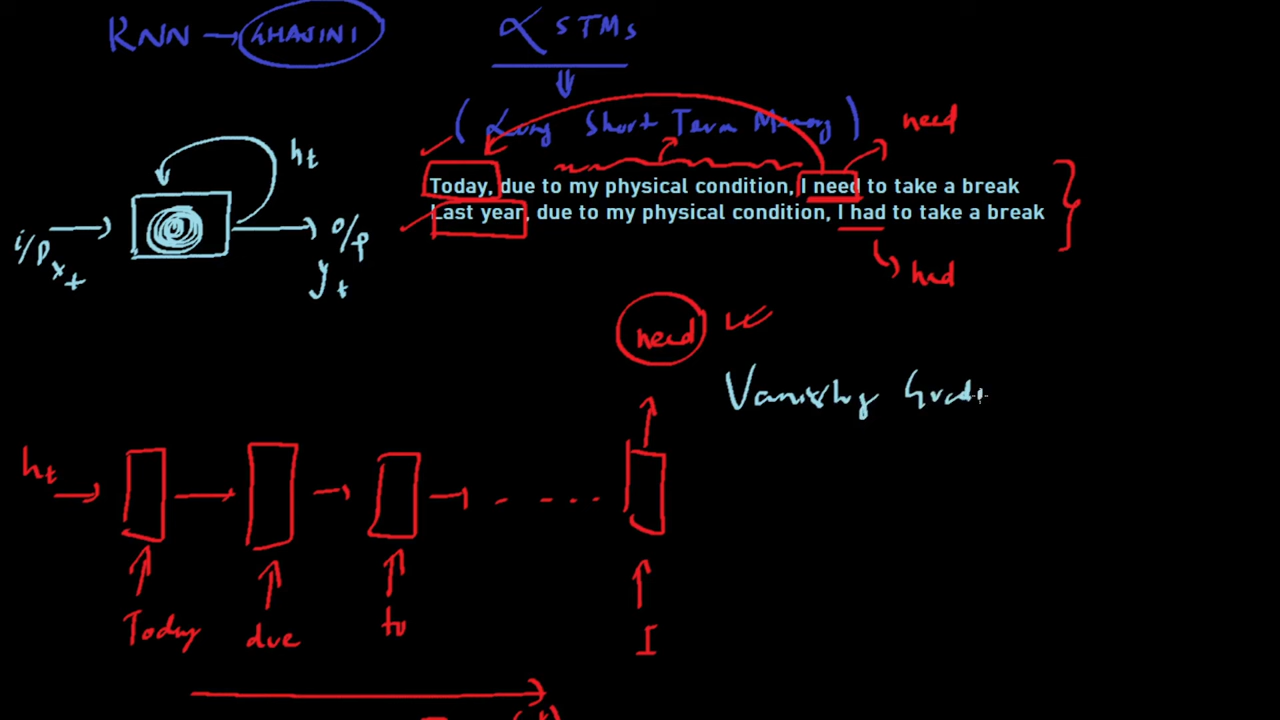 RNN → GHAJINI
LSTMs
(Long Short Term Memory)
need
ht
Today, due to my physical condition, I need to take a break
Last year, due to my physical condition, I had to take a break
i/p xt
o/p
yt
had
need
Vanishing Gradi
ht
Today due to I